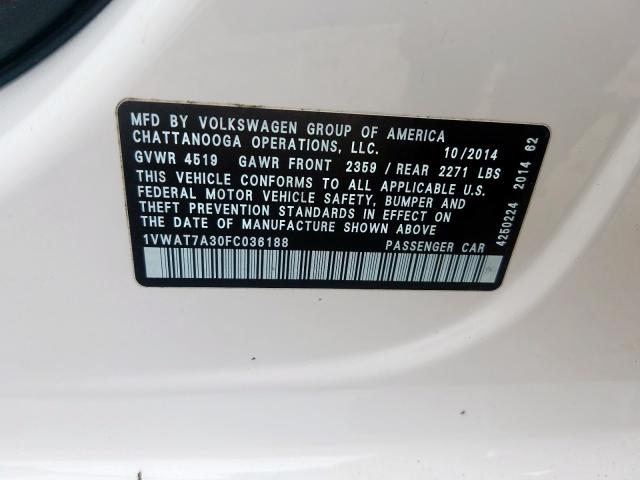 MFD BY VOLKSWAGEN GROUP OF AMERICA
CHATTANOOGA OPERATIONS, LLC. 10/2014
GVWR 4519 GAWR FRONT 2359 / REAR 2271 LBS
THIS VEHICLE CONFORMS TO ALL APPLICABLE U.S.
FEDERAL MOTOR VEHICLE SAFETY, BUMPER AND
THEFT PREVENTION STANDARDS IN EFFECT ON
THE DATE OF MANUFACTURE SHOWN ABOVE
1VWAT7A30FC036188 PASSENGER CAR
4250224 2014 62